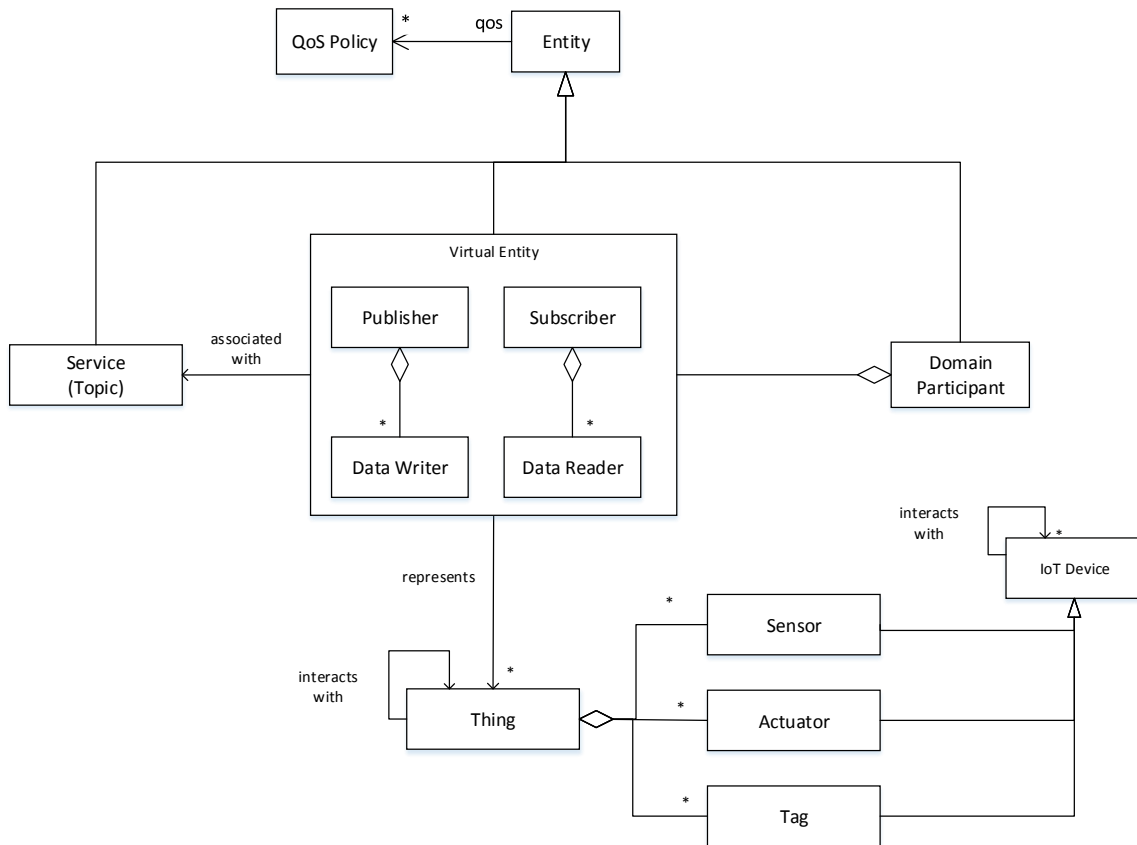 *
qos
QoS Policy
Entity
Virtual Entity
Publisher
Subscriber
associated
with
Service
(Topic)
Domain
Participant
*
*
Data Writer
Data Reader
interacts
with
*
IoT Device
represents
*
Sensor
interacts
with
*
Thing
*
Actuator
*
Tag